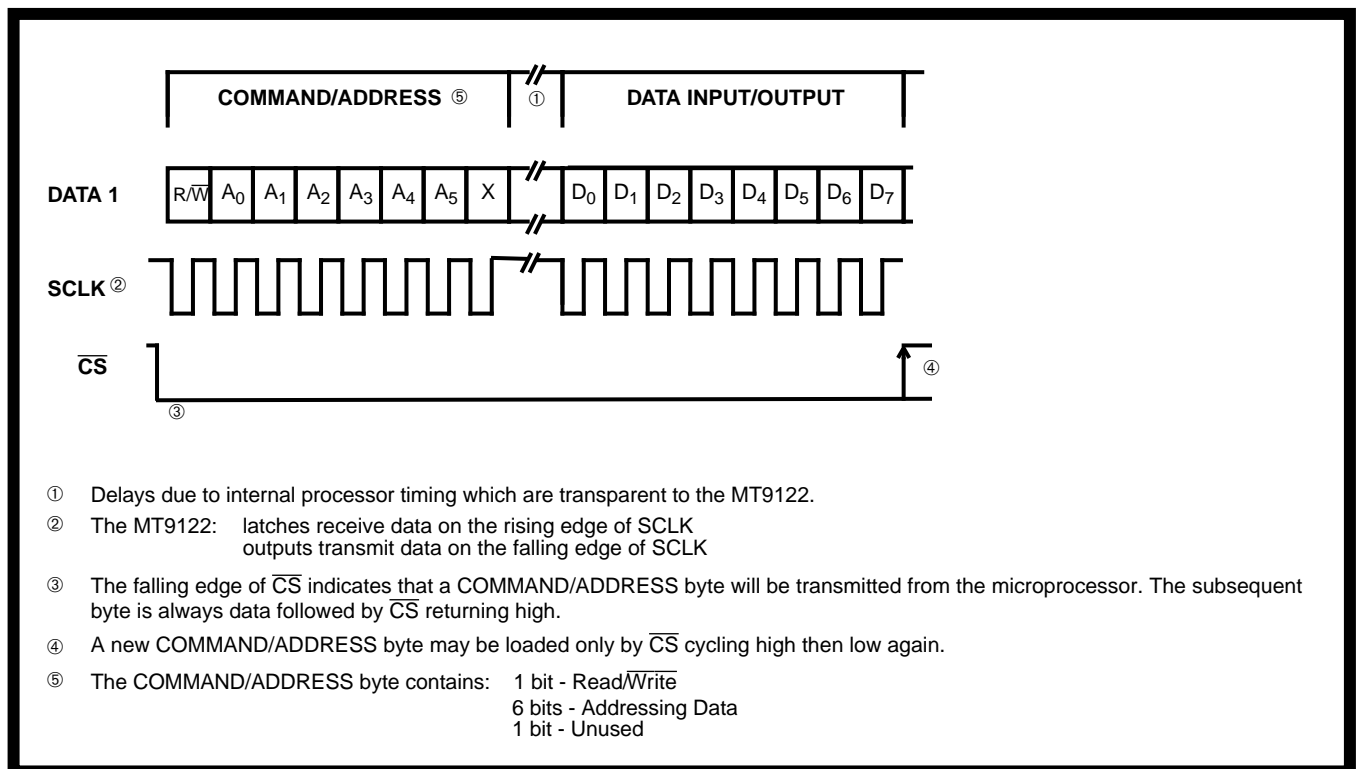 COMMAND/ADDRESS ⑤ ① DATA INPUT/OUTPUT
DATA 1 R/W̅ A₀ A₁ A₂ A₃ A₄ A₅ X D₀ D₁ D₂ D₃ D₄ D₅ D₆ D₇
SCLK ②
C̅S̅ ④
③
① Delays due to internal processor timing which are transparent to the MT9122.
② The MT9122: latches receive data on the rising edge of SCLK
outputs transmit data on the falling edge of SCLK
③ The falling edge of C̅S̅ indicates that a COMMAND/ADDRESS byte will be transmitted from the microprocessor. The subsequent
byte is always data followed by C̅S̅ returning high.
④ A new COMMAND/ADDRESS byte may be loaded only by C̅S̅ cycling high then low again.
⑤ The COMMAND/ADDRESS byte contains: 1 bit - Read/W̅r̅i̅t̅e̅
6 bits - Addressing Data
1 bit - Unused